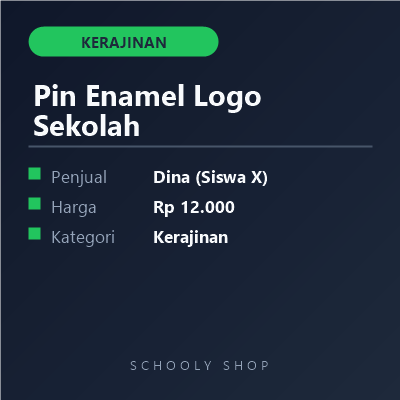 KERAJINAN
Pin Enamel Logo
Sekolah
Penjual Dina (Siswa X)
Harga Rp 12.000
Kategori Kerajinan
SCHOOLY SHOP